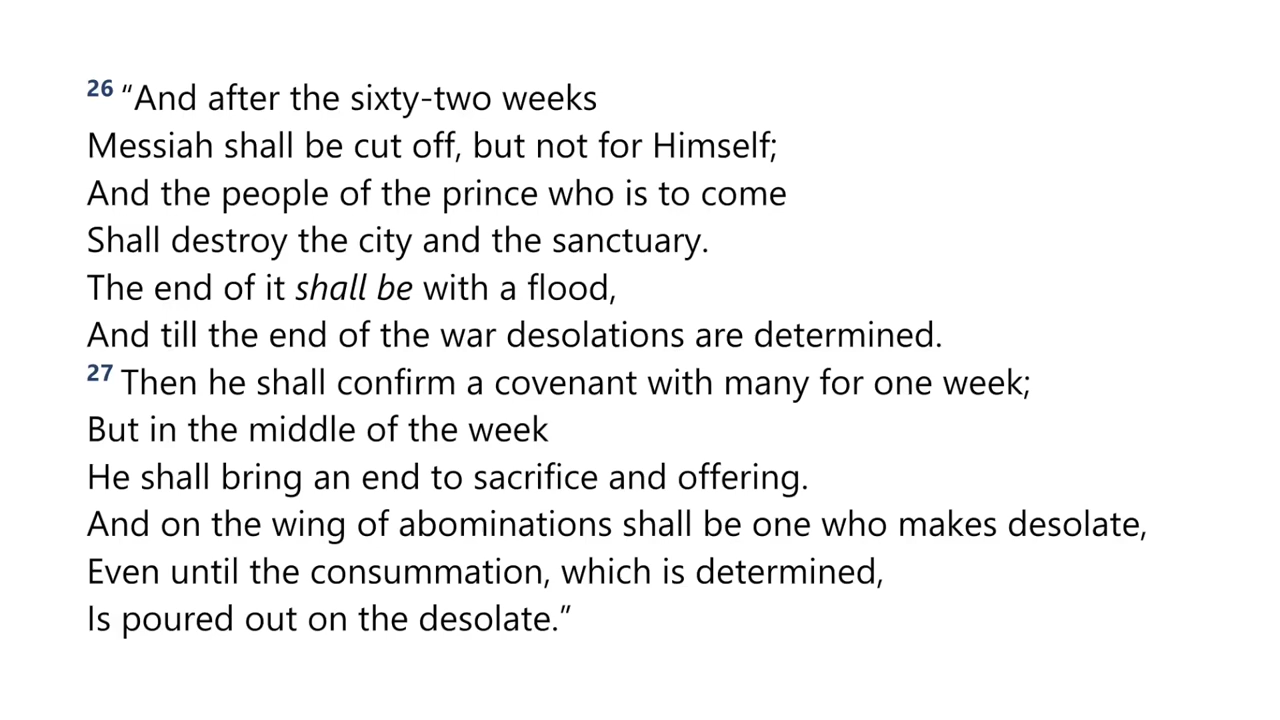 26 “And after the sixty-two weeks
Messiah shall be cut off, but not for Himself;
And the people of the prince who is to come
Shall destroy the city and the sanctuary.
The end of it shall be with a flood,
And till the end of the war desolations are determined.
27 Then he shall confirm a covenant with many for one week;
But in the middle of the week
He shall bring an end to sacrifice and offering.
And on the wing of abominations shall be one who makes desolate,
Even until the consummation, which is determined,
Is poured out on the desolate.”